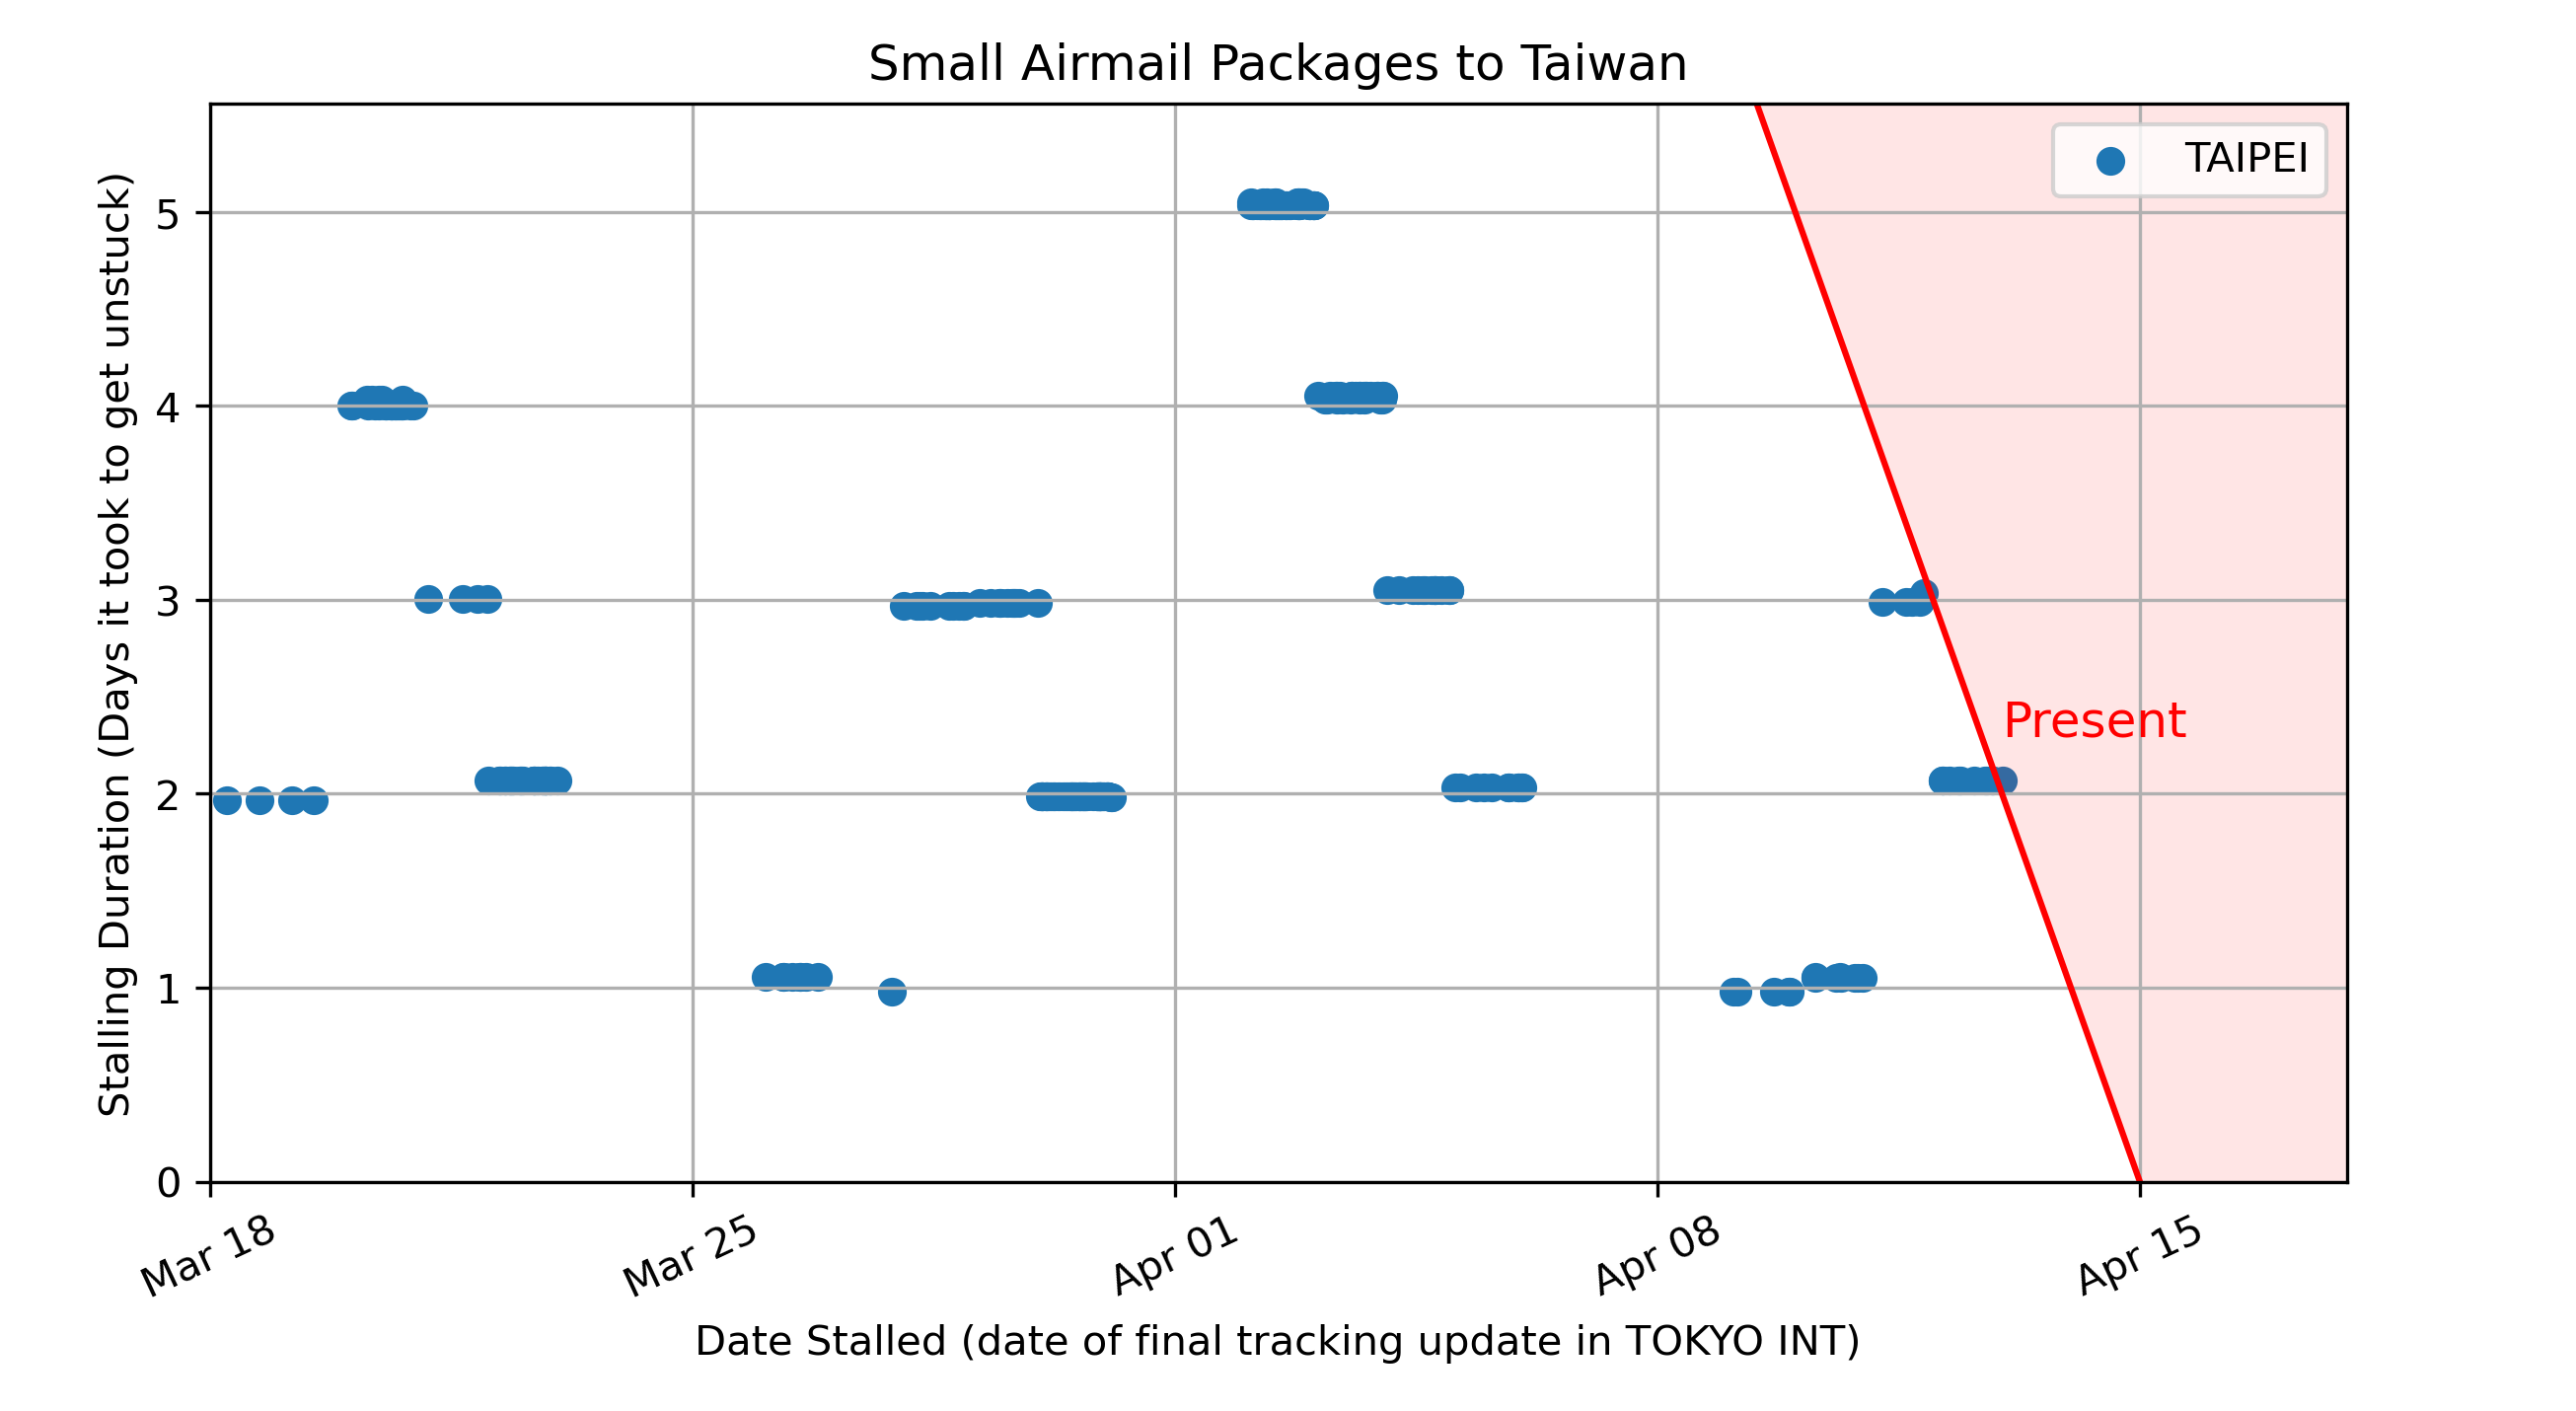 Small Airmail Packages to Taiwan
TAIPEI
Stalling Duration (Days it took to get unstuck)
5
4
3
2
1
0
Present
Mar 18
Mar 25
Apr 01
Apr 08
Apr 15
Date Stalled (date of final tracking update in TOKYO INT)